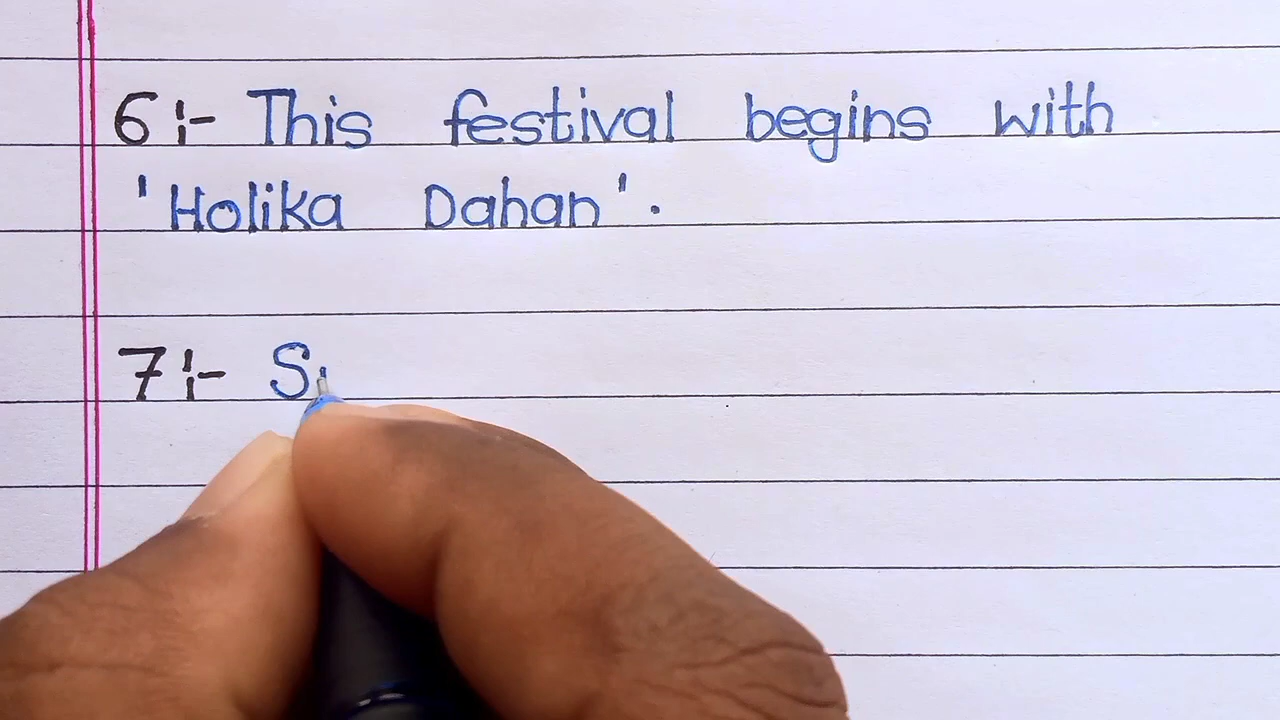 6:- This festival begins with
'Holika Dahan'.
7:- S